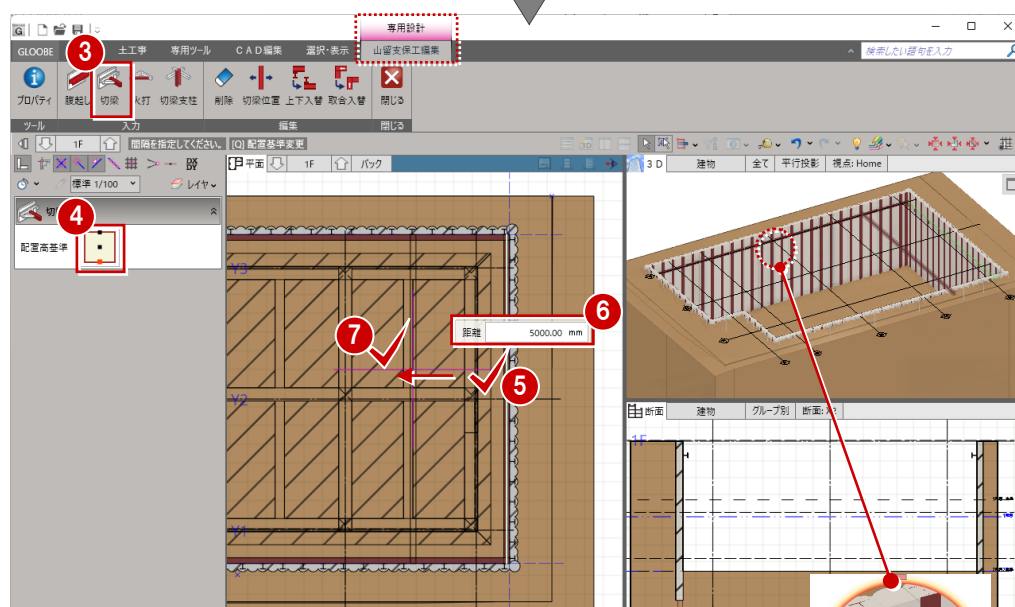 専用設計
GLOOBE 土工事 専用ツール CAD編集 選択・表示 山留支保工編集 検索したい語句を入力
3
プロパティ 腹起し 切梁 火打 切梁支柱 削除 切梁位置 上下入替 取合入替 閉じる
ツール 入力 編集 閉じる
1F 間隔を指定してください。 [Q] 配置基準変更
平面 1F パック
3D 建物 全て 平行投影 視点: Home
標準 1/100 レイヤ
4
配置高基準
Y3
6
距離 5000.00 mm
7
5
Y2
断面 建物 グループ別 断面:
1F
Y1